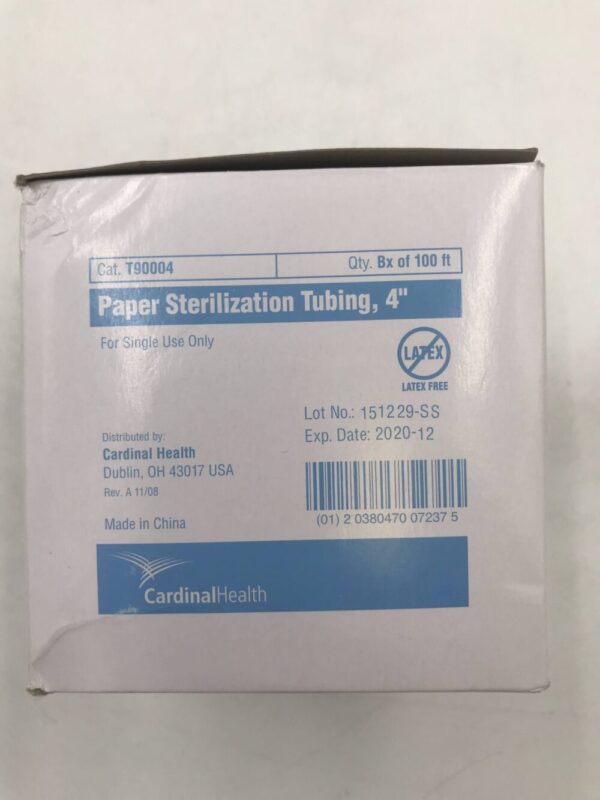 Cat. T90004
Qty. Bx of 100 ft
Paper Sterilization Tubing, 4"
For Single Use Only
LATEX
LATEX FREE
Lot No.: 151229-SS
Exp. Date: 2020-12
Distributed by:
Cardinal Health
Dublin, OH 43017 USA
Rev. A 11/08
(01) 2 0380470 07237 5
Made in China
CardinalHealth